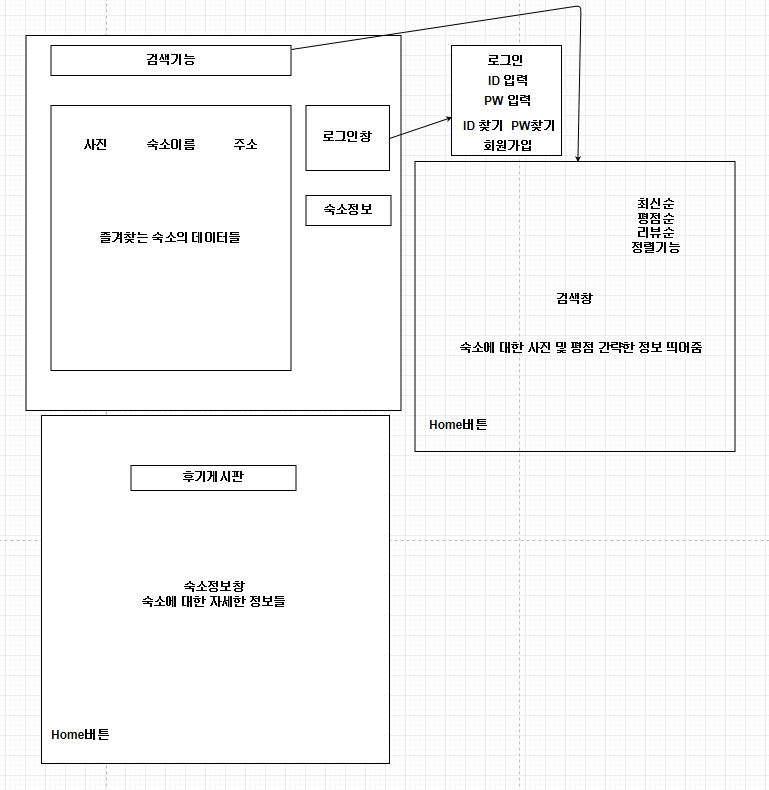 검색기능
사진 숙소이름 주소
즐겨찾는 숙소의 데이터들
로그인창
숙소정보
로그인
ID 입력
PW 입력
ID 찾기 PW찾기
회원가입
최신순
평점순
리뷰순
정렬기능
검색창
숙소에 대한 사진 및 평점 간략한 정보 띄어줌
Home버튼
후기게시판
숙소정보창
숙소에 대한 자세한 정보들
Home버튼